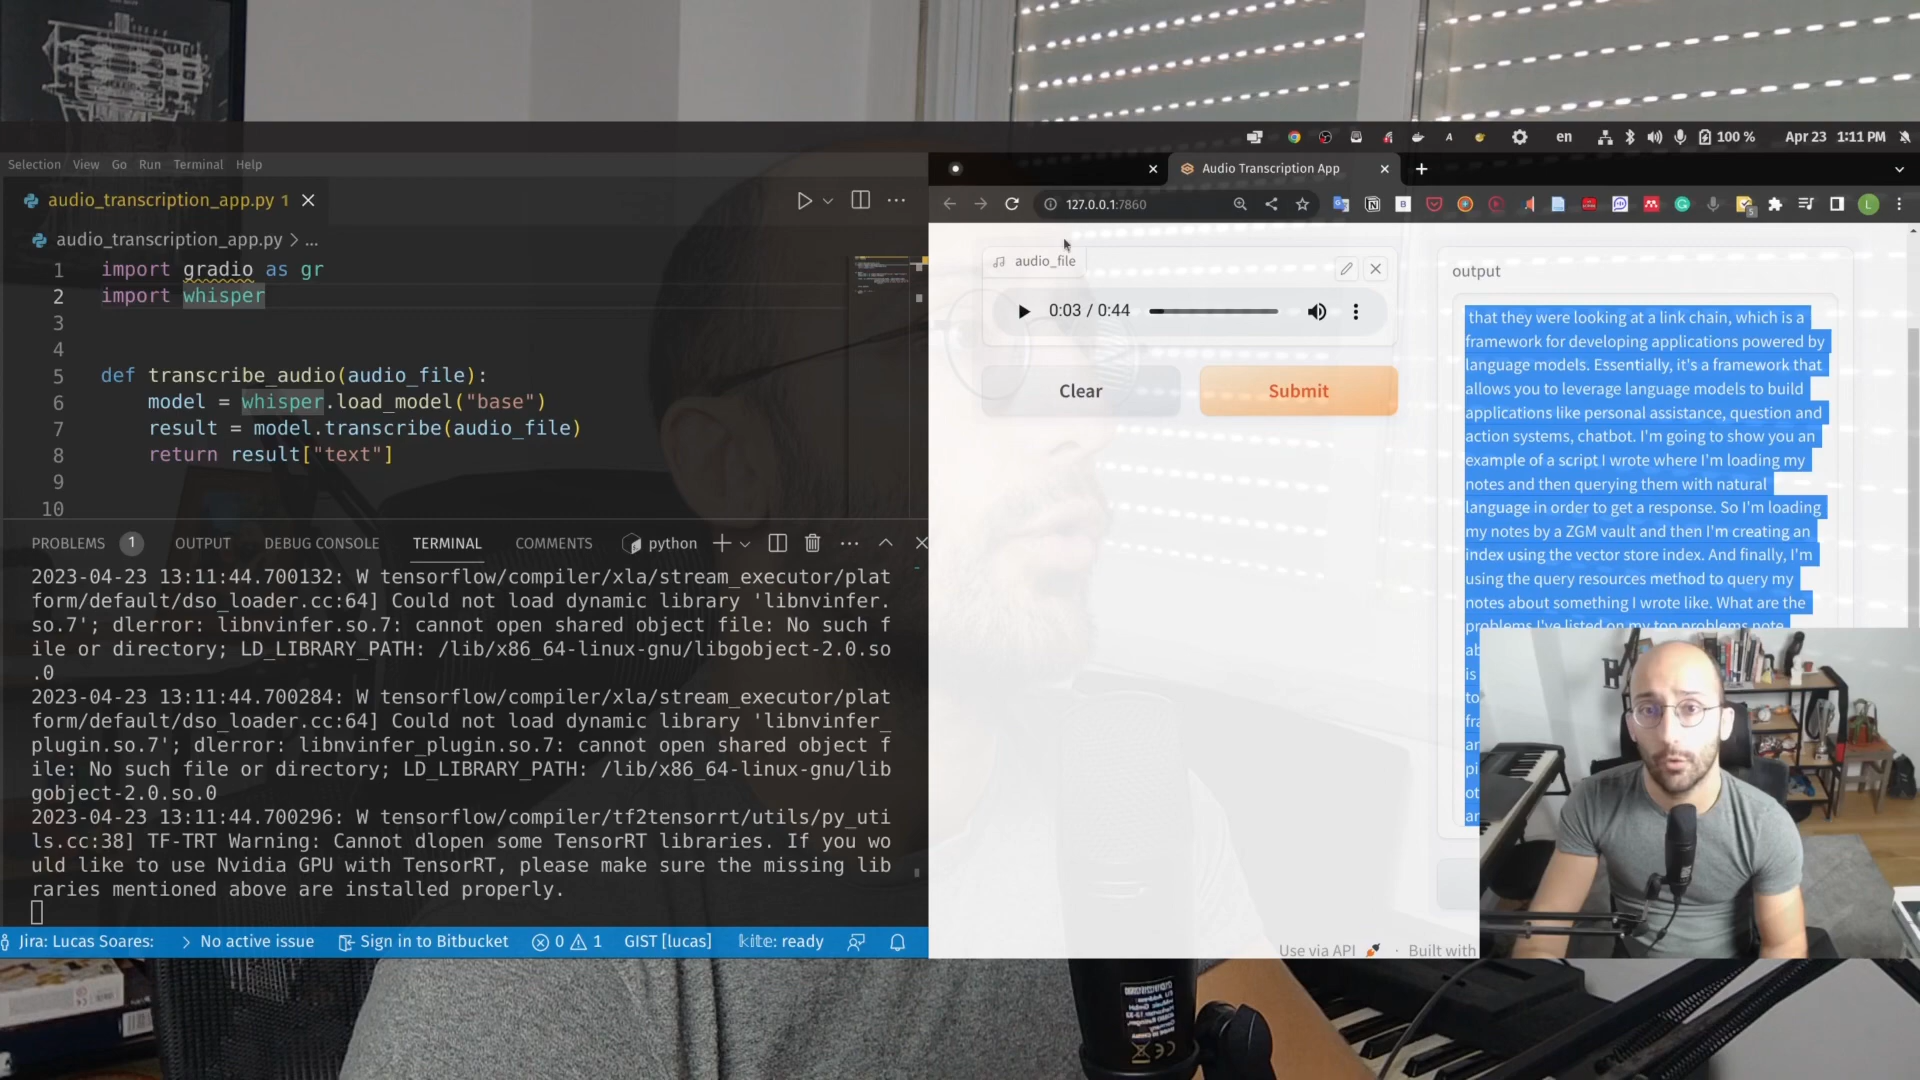 en
100 %
Apr 23 1:11 PM
Selection View Go Run Terminal Help
audio_transcription_app.py 1
audio_transcription_app.py > ...
1 import gradio as gr
2 import whisper
3
4
5 def transcribe_audio(audio_file):
6 model = whisper.load_model("base")
7 result = model.transcribe(audio_file)
8 return result["text"]
9
10
PROBLEMS 1 OUTPUT DEBUG CONSOLE TERMINAL COMMENTS python
2023-04-23 13:11:44.700132: W tensorflow/compiler/xla/stream_executor/plat
form/default/dso_loader.cc:64] Could not load dynamic library 'libnvinfer.
so.7'; dlerror: libnvinfer.so.7: cannot open shared object file: No such f
ile or directory; LD_LIBRARY_PATH: /lib/x86_64-linux-gnu/libgobject-2.0.so
.0
2023-04-23 13:11:44.700284: W tensorflow/compiler/xla/stream_executor/plat
form/default/dso_loader.cc:64] Could not load dynamic library 'libnvinfer_
plugin.so.7'; dlerror: libnvinfer_plugin.so.7: cannot open shared object f
ile: No such file or directory; LD_LIBRARY_PATH: /lib/x86_64-linux-gnu/lib
gobject-2.0.so.0
2023-04-23 13:11:44.700296: W tensorflow/compiler/tf2tensorrt/utils/py_uti
ls.cc:38] TF-TRT Warning: Cannot dlopen some TensorRT libraries. If you wo
uld like to use Nvidia GPU with TensorRT, please make sure the missing lib
raries mentioned above are installed properly.
Jira: Lucas Soares: > No active issue Sign in to Bitbucket 0 1 GIST [lucas] kite: ready
Audio Transcription App
127.0.0.1:7860
audio_file
0:03 / 0:44
Clear
Submit
output
that they were looking at a link chain, which is a
framework for developing applications powered by
language models. Essentially, it's a framework that
allows you to leverage language models to build
applications like personal assistance, question and
action systems, chatbot. I'm going to show you an
example of a script I wrote where I'm loading my
notes and then querying them with natural
language in order to get a response. So I'm loading
my notes by a ZGM vault and then I'm creating an
index using the vector store index. And finally, I'm
using the query resources method to query my
notes about something I wrote like. What are the
problems I've listed on my top problems note
ab
is
to
fra
an
pi
ot
an
Use via API · Built with